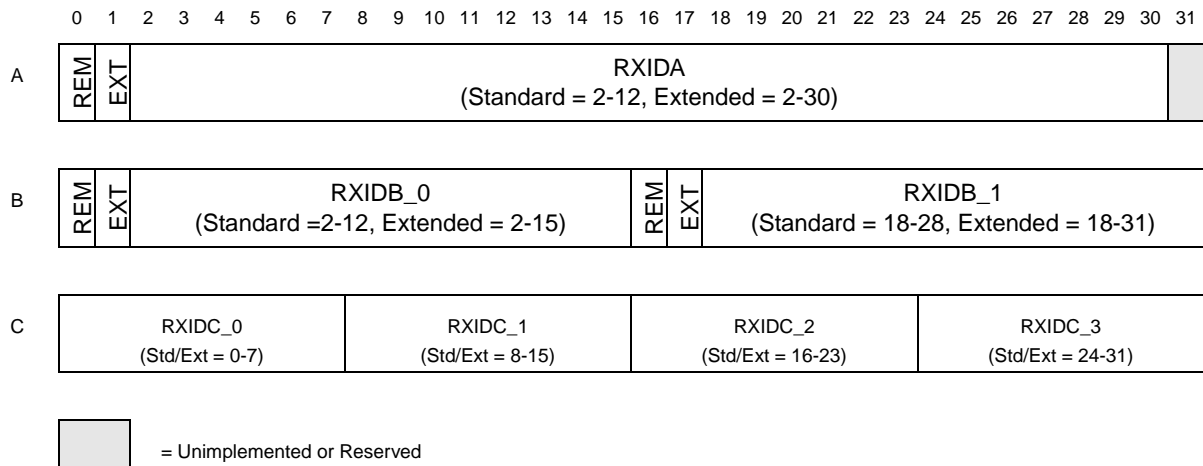 0 1 2 3 4 5 6 7 8 9 10 11 12 13 14 15 16 17 18 19 20 21 22 23 24 25 26 27 28 29 30 31
A REM EXT RXIDA
(Standard = 2-12, Extended = 2-30)
B REM EXT RXIDB_0 REM EXT RXIDB_1
(Standard =2-12, Extended = 2-15) (Standard = 18-28, Extended = 18-31)
C RXIDC_0 RXIDC_1 RXIDC_2 RXIDC_3
(Std/Ext = 0-7) (Std/Ext = 8-15) (Std/Ext = 16-23) (Std/Ext = 24-31)
= Unimplemented or Reserved